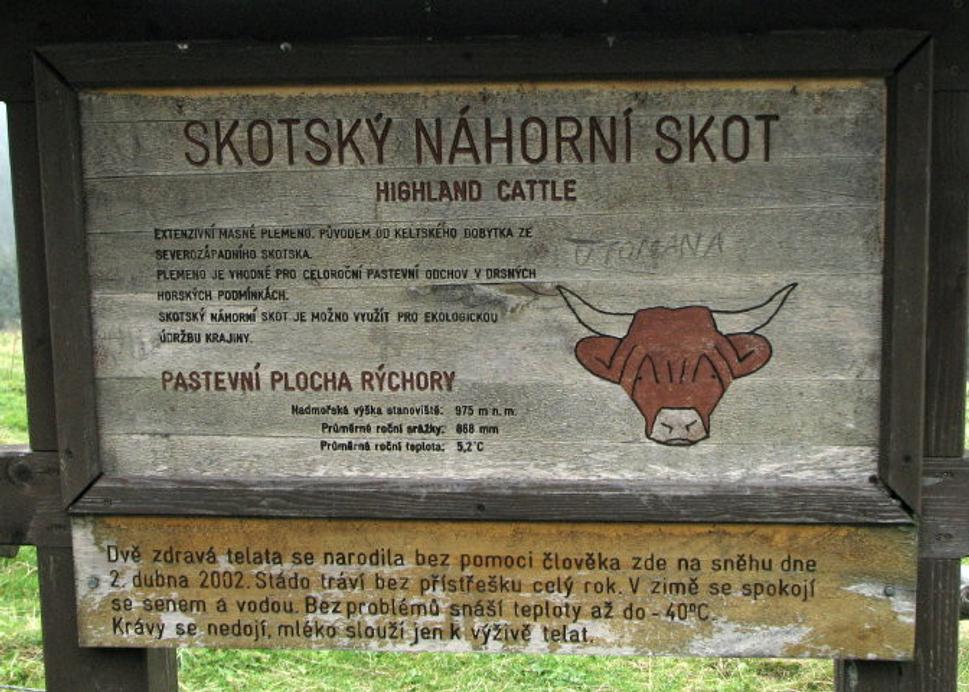 SKOTSKÝ NÁHORNÍ SKOT
HIGHLAND CATTLE
EXTENZIVNÍ MASNÉ PLEMENO. PŮVODEM OD KELTSKÉHO DOBYTKA ZE
SEVEROZÁPADNÍHO SKOTSKA.
PLEMENO JE VHODNÉ PRO CELOROČNÍ PASTEVNÍ ODCHOV V DRSNÝCH
HORSKÝCH PODMÍNKÁCH.
SKOTSKÝ NÁHORNÍ SKOT JE MOŽNO VYUŽÍT PRO EKOLOGICKOU
ÚDRŽBU KRAJINY.
PASTEVNÍ PLOCHA RÝCHORY
Nadmořská výška stanoviště: 975 m n. m.
Průměrné roční srážky: 868 mm
Průměrná roční teplota: 5,2°C
Dvě zdravá telata se narodila bez pomoci člověka zde na sněhu dne
2. dubna 2002. Stádo tráví bez přístřešku celý rok. V zimě se spokojí
se senem a vodou. Bez problémů snáší teploty až do - 40°C.
Krávy se nedojí, mléko slouží jen k výživě telat.